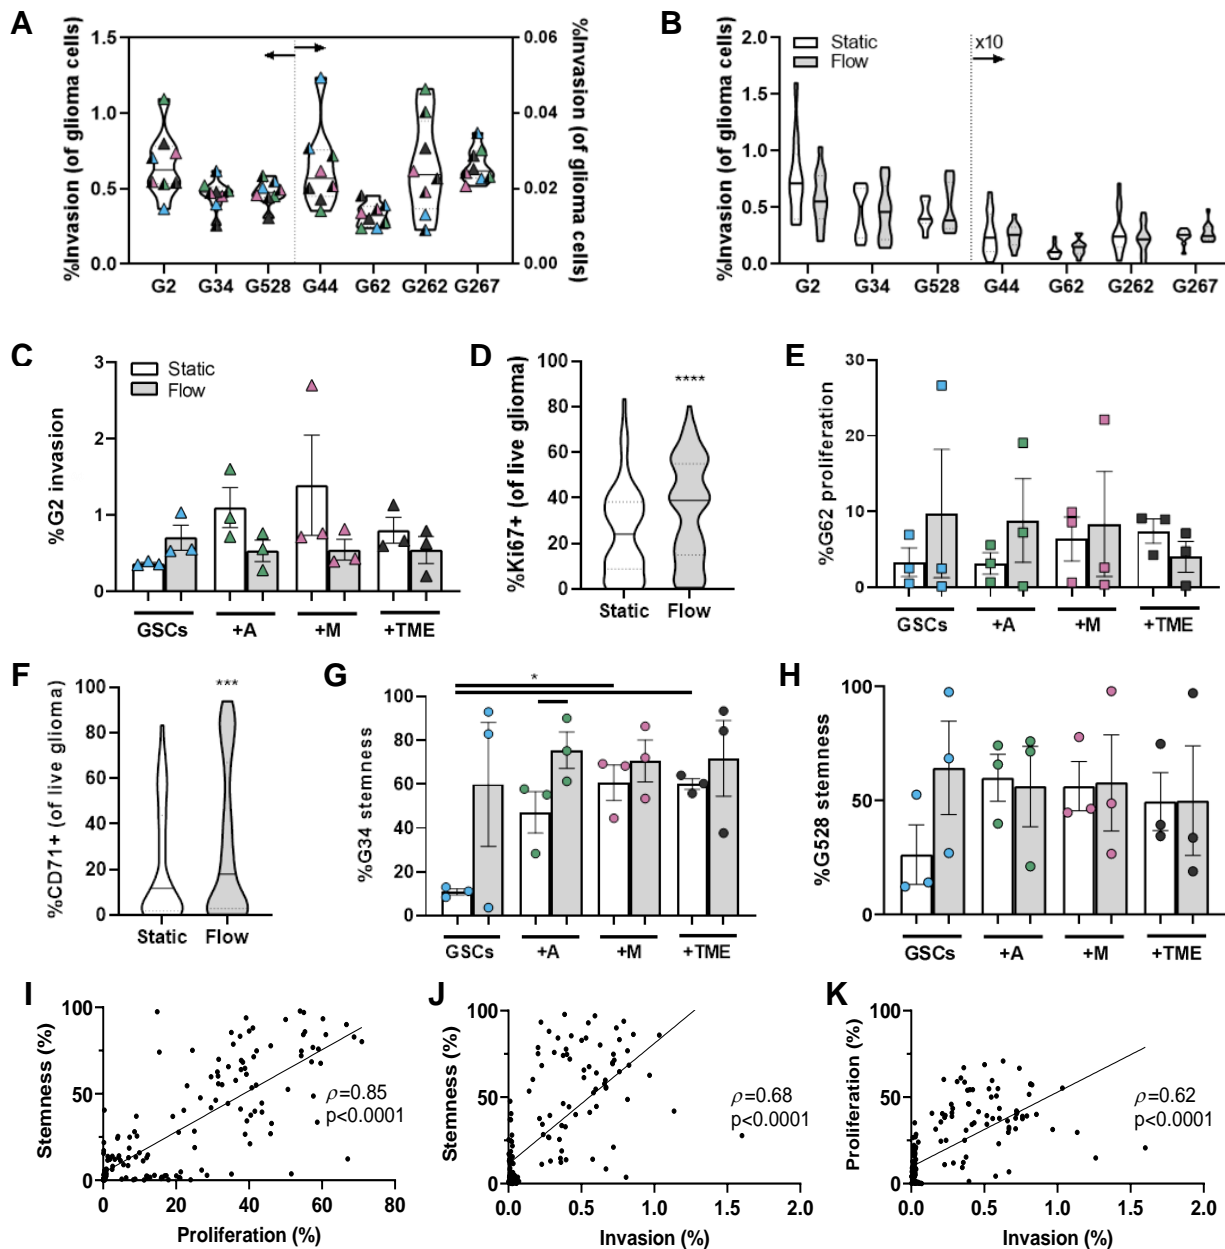 A
%Invasion (of glioma cells)
1.5
1.0
0.5
0.0
0.06
0.04
0.02
0.00
%Invasion (of glioma cells)
G2 G34 G528 G44 G62 G262 G267
B
%Invasion (of glioma cells)
2.0
1.5
1.0
0.5
0.0
Static
Flow
x10
G2 G34 G528 G44 G62 G262 G267
C
%G2 invasion
3
2
1
0
Static
Flow
GSCs +A +M +TME
D
%Ki67+ (of live glioma)
100
80
60
40
20
0
****
Static Flow
E
%G62 proliferation
30
20
10
0
GSCs +A +M +TME
F
%CD71+ (of live glioma)
100
80
60
40
20
0
***
Static Flow
G
%G34 stemness
100
80
60
40
20
0
*
GSCs +A +M +TME
H
%G528 stemness
100
50
0
GSCs +A +M +TME
I
Stemness (%)
100
50
0
ρ=0.85
p<0.0001
0 20 40 60 80
Proliferation (%)
J
Stemness (%)
100
50
0
ρ=0.68
p<0.0001
0.0 0.5 1.0 1.5 2.0
Invasion (%)
K
Proliferation (%)
100
50
0
ρ=0.62
p<0.0001
0.0 0.5 1.0 1.5 2.0
Invasion (%)